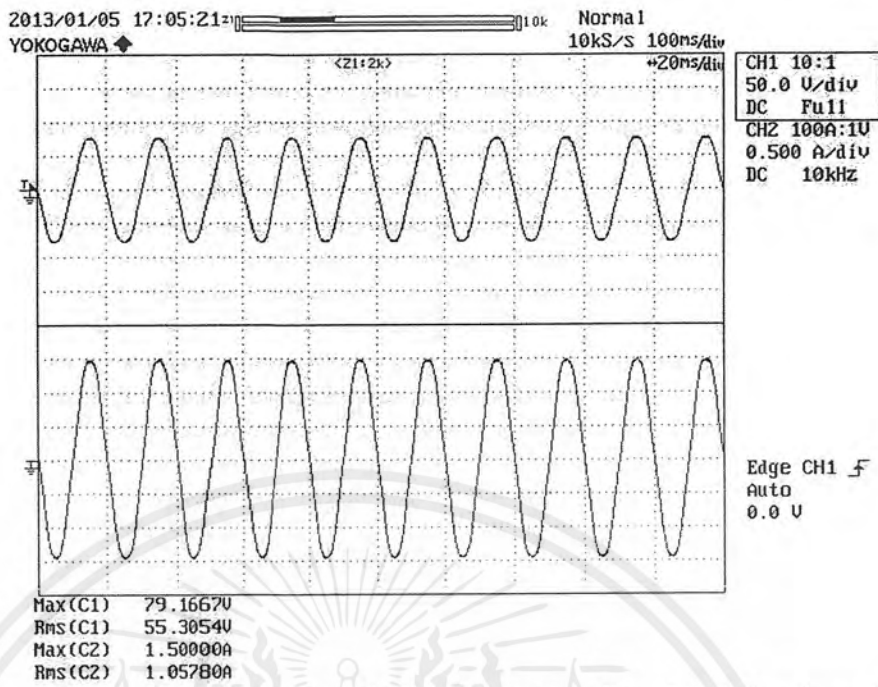 2013/01/05 17:05:21
10k
Normal
YOKOGAWA
10kS/s 100ms/div
<Z1:2k>
↔20ms/div
CH1 10:1
50.0 V/div
DC Full
CH2 100A:1V
0.500 A/div
DC 10kHz
T
Edge CH1
Auto
0.0 V
Max(C1) 79.1667V
Rms(C1) 55.3054V
Max(C2) 1.50000A
Rms(C2) 1.05780A